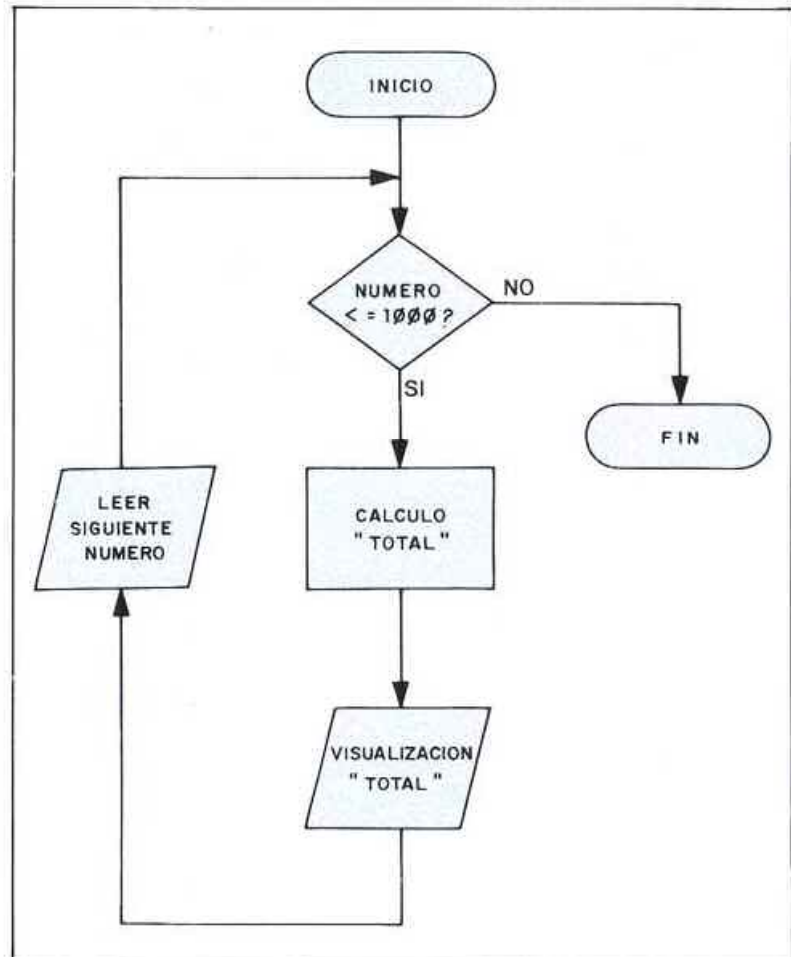 INICIO
NUMERO
< = 1ØØØ ?
NO
SI
FIN
LEER
SIGUIENTE
NUMERO
CALCULO
" TOTAL "
VISUALIZACION
" TOTAL "